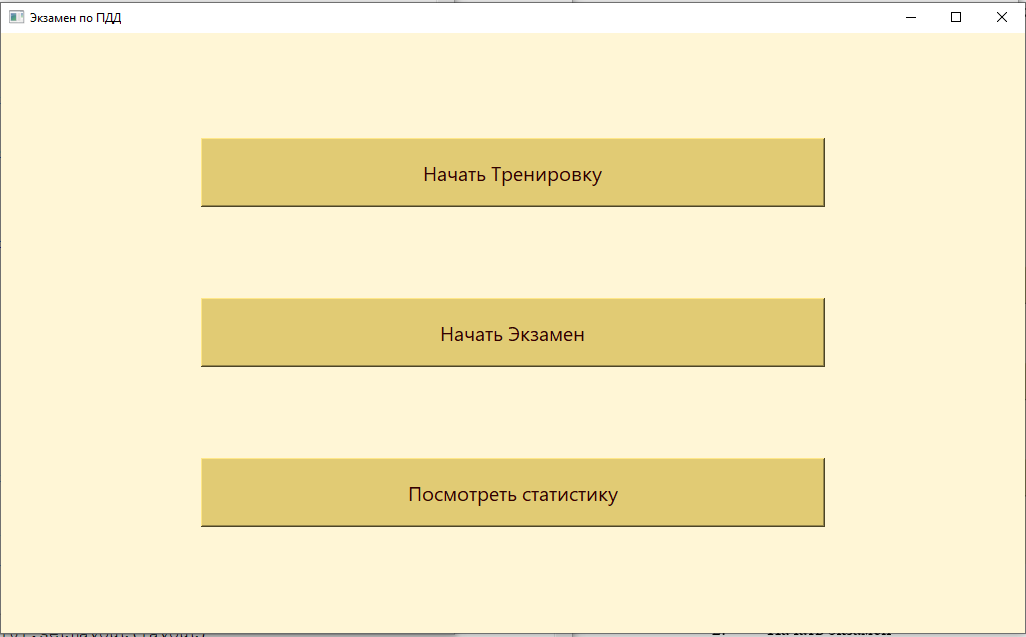 Экзамен по ПДД
Начать Тренировку
Начать Экзамен
Посмотреть статистику